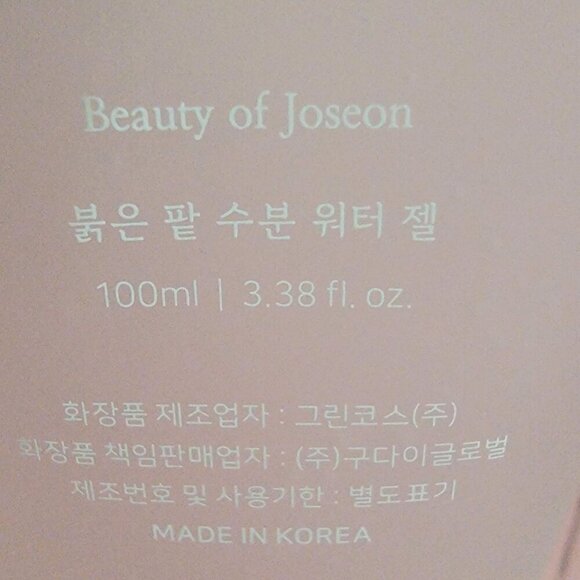 Beauty of Joseon
붉은 팥 수분 워터 젤
100ml | 3.38 fl. oz.
화장품 제조업자 : 그린코스(주)
화장품 책임판매업자 : (주)구다이글로벌
제조번호 및 사용기한 : 별도표기
MADE IN KOREA